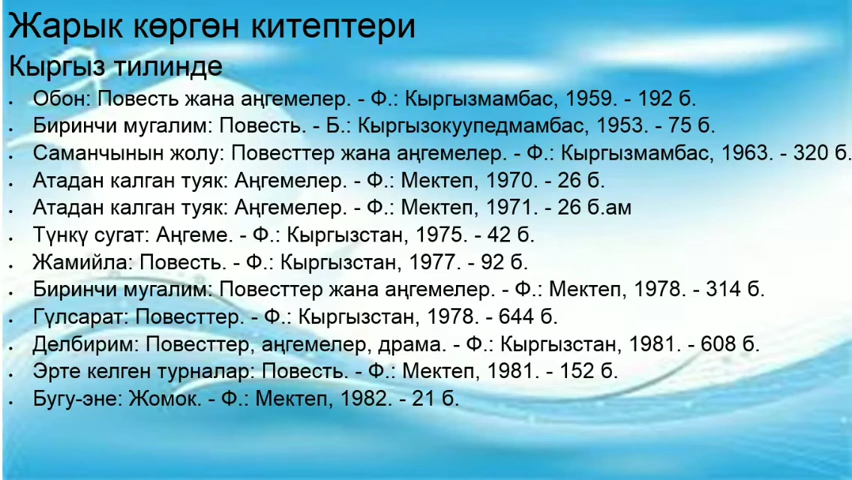 Жарык көргөн китептери
Кыргыз тилинде
• Обон: Повесть жана аңгемелер. - Ф.: Кыргызмамбас, 1959. - 192 б.
• Биринчи мугалим: Повесть. - Б.: Кыргызокуупедмамбас, 1953. - 75 б.
• Саманчынын жолу: Повесттер жана аңгемелер. - Ф.: Кыргызмамбас, 1963. - 320 б.
• Атадан калган туяк: Аңгемелер. - Ф.: Мектеп, 1970. - 26 б.
• Атадан калган туяк: Аңгемелер. - Ф.: Мектеп, 1971. - 26 б.ам
• Түнкү сугат: Аңгеме. - Ф.: Кыргызстан, 1975. - 42 б.
• Жамийла: Повесть. - Ф.: Кыргызстан, 1977. - 92 б.
• Биринчи мугалим: Повесттер жана аңгемелер. - Ф.: Мектеп, 1978. - 314 б.
• Гүлсарат: Повесттер. - Ф.: Кыргызстан, 1978. - 644 б.
• Делбирим: Повесттер, аңгемелер, драма. - Ф.: Кыргызстан, 1981. - 608 б.
• Эрте келген турналар: Повесть. - Ф.: Мектеп, 1981. - 152 б.
• Бугу-эне: Жомок. - Ф.: Мектеп, 1982. - 21 б.